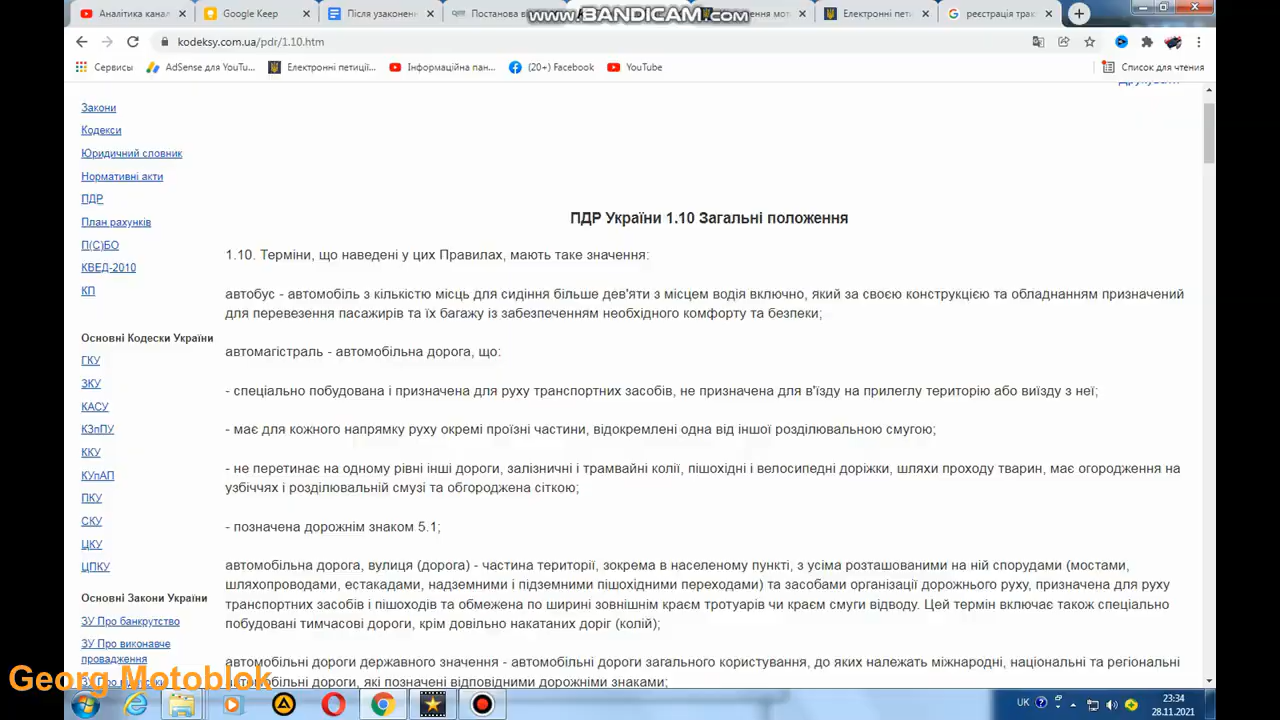 Аналітика канал
Google Keep
Після узаконен
Постанова ві
ення мот
Електронні пети
реєстрація трак
www.BANDICAM.com
kodeksy.com.ua/pdr/1.10.htm
Сервисы
AdSense для YouTu...
Електронні петиції...
Інформаційна пан...
(20+) Facebook
YouTube
Список для чтения
Друкувати
Закони
Кодекси
Юридичний словник
Нормативні акти
ПДР
План рахунків
П(С)БО
КВЕД-2010
КП
Основні Кодески України
ГКУ
ЗКУ
КАСУ
КЗпПУ
ККУ
КУпАП
ПКУ
СКУ
ЦКУ
ЦПКУ
Основні Закони України
ЗУ Про банкрутство
ЗУ Про виконавче
провадження
ПДР України 1.10 Загальні положення
1.10. Терміни, що наведені у цих Правилах, мають таке значення:
автобус - автомобіль з кількістю місць для сидіння більше дев'яти з місцем водія включно, який за своєю конструкцією та обладнанням призначений
для перевезення пасажирів та їх багажу із забезпеченням необхідного комфорту та безпеки;
автомагістраль - автомобільна дорога, що:
- спеціально побудована і призначена для руху транспортних засобів, не призначена для в'їзду на прилеглу територію або виїзду з неї;
- має для кожного напрямку руху окремі проїзні частини, відокремлені одна від іншої розділювальною смугою;
- не перетинає на одному рівні інші дороги, залізничні і трамвайні колії, пішохідні і велосипедні доріжки, шляхи проходу тварин, має огородження на
узбіччях і розділювальній смузі та обгороджена сіткою;
- позначена дорожнім знаком 5.1;
автомобільна дорога, вулиця (дорога) - частина території, зокрема в населеному пункті, з усіма розташованими на ній спорудами (мостами,
шляхопроводами, естакадами, надземними і підземними пішохідними переходами) та засобами організації дорожнього руху, призначена для руху
транспортних засобів і пішоходів та обмежена по ширині зовнішнім краєм тротуарів чи краєм смуги відводу. Цей термін включає також спеціально
побудовані тимчасові дороги, крім довільно накатаних доріг (колій);
автомобільні дороги державного значення - автомобільні дороги загального користування, до яких належать міжнародні, національні та регіональні
автомобільні дороги, які позначені відповідними дорожніми знаками;
Georg Motoblok
UK
23:34
28.11.2021